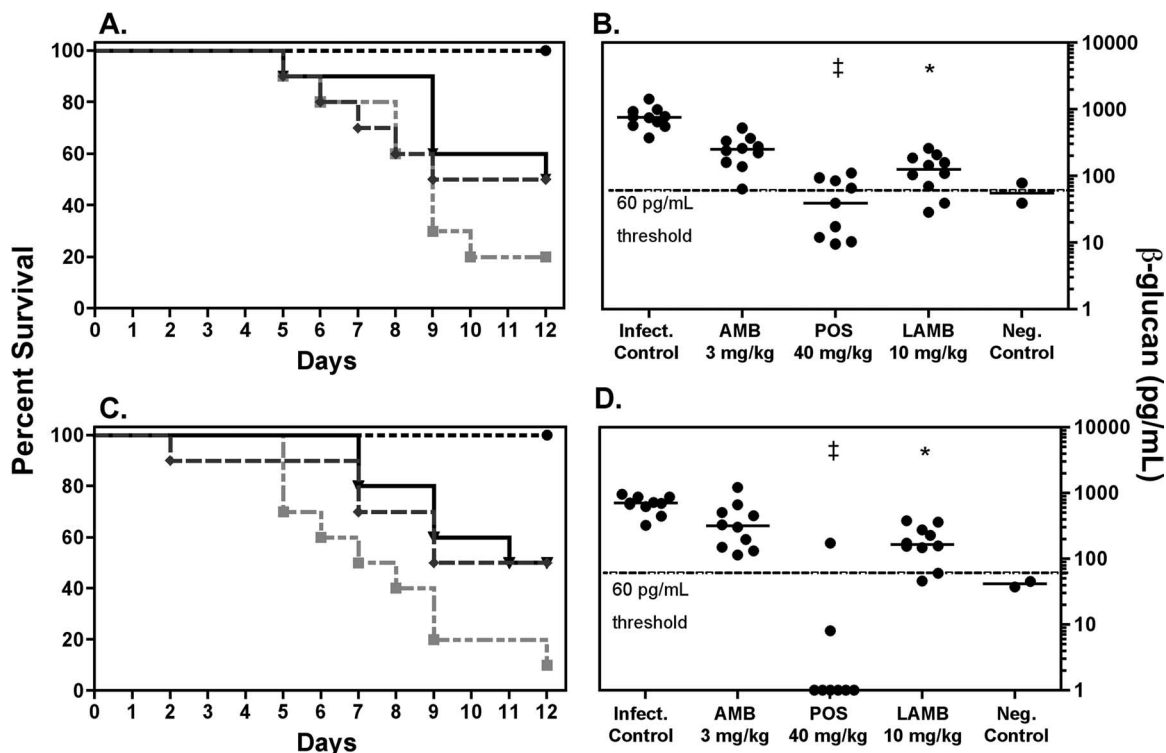 A.
B.
100
80
60
40
20
0
0 1 2 3 4 5 6 7 8 9 10 11 12
Days
‡
*
60 pg/mL
threshold
10000
1000
100
10
1
Infect.
Control
AMB
3 mg/kg
POS
40 mg/kg
LAMB
10 mg/kg
Neg.
Control
Percent Survival
β-glucan (pg/mL)
C.
D.
100
80
60
40
20
0
0 1 2 3 4 5 6 7 8 9 10 11 12
Days
‡
*
60 pg/mL
threshold
10000
1000
100
10
1
Infect.
Control
AMB
3 mg/kg
POS
40 mg/kg
LAMB
10 mg/kg
Neg.
Control